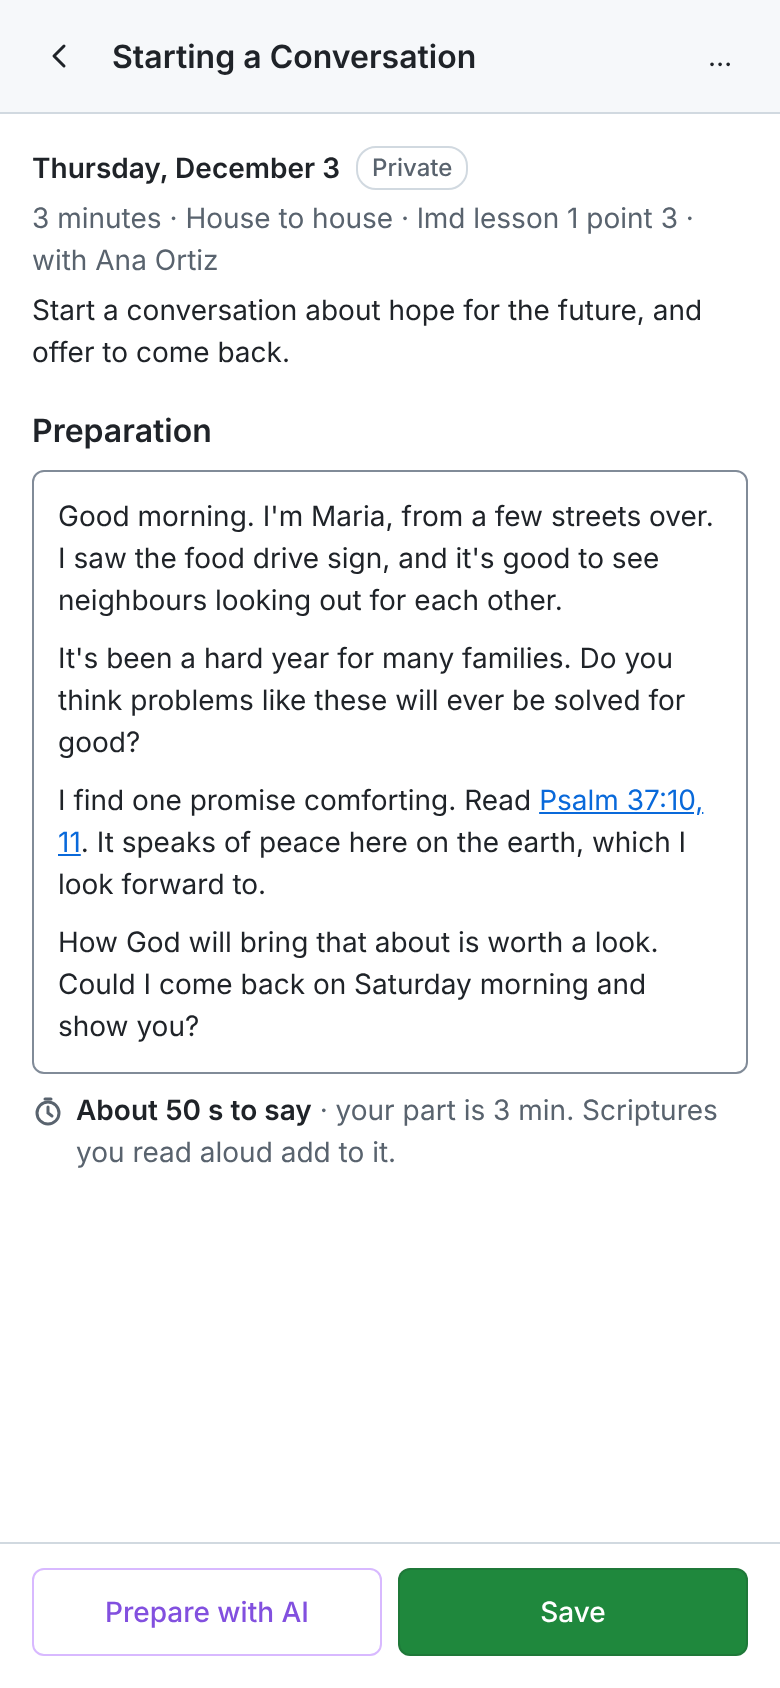 Starting a Conversation
...
Thursday, December 3 Private
3 minutes · House to house · lmd lesson 1 point 3 ·
with Ana Ortiz
Start a conversation about hope for the future, and
offer to come back.
Preparation
Good morning. I'm Maria, from a few streets over.
I saw the food drive sign, and it's good to see
neighbours looking out for each other.
It's been a hard year for many families. Do you
think problems like these will ever be solved for
good?
I find one promise comforting. Read Psalm 37:10,
11. It speaks of peace here on the earth, which I
look forward to.
How God will bring that about is worth a look.
Could I come back on Saturday morning and
show you?
About 50 s to say · your part is 3 min. Scriptures
you read aloud add to it.
Prepare with AI
Save